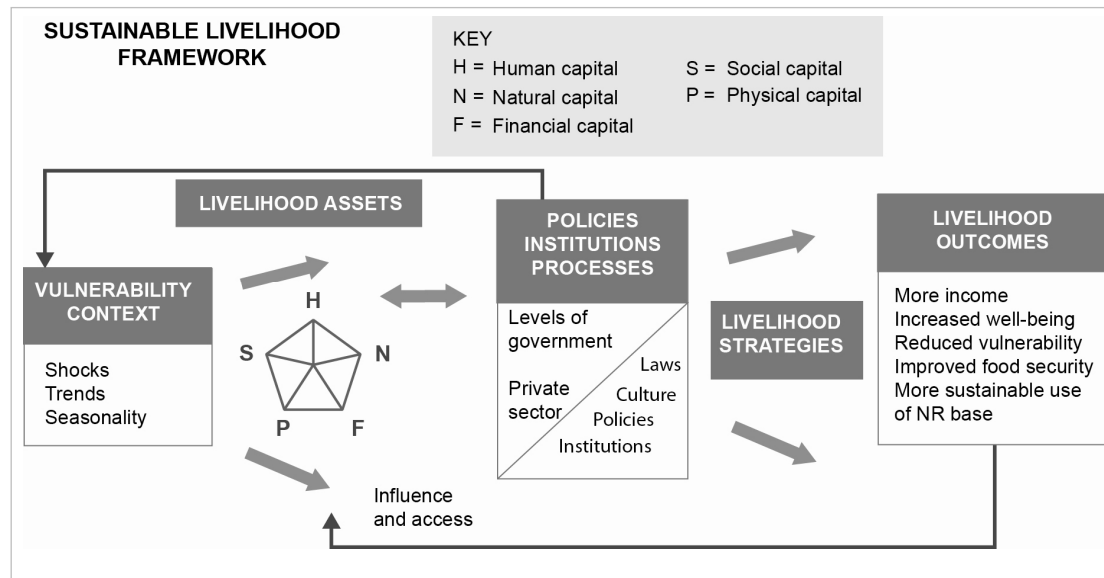 SUSTAINABLE LIVELIHOOD
FRAMEWORK
KEY
H = Human capital
N = Natural capital
F = Financial capital
S = Social capital
P = Physical capital
LIVELIHOOD ASSETS
VULNERABILITY
CONTEXT
Shocks
Trends
Seasonality
H
S
N
P
F
Influence
and access
POLICIES
INSTITUTIONS
PROCESSES
Levels of
government
Private
sector
Laws
Culture
Policies
Institutions
LIVELIHOOD
STRATEGIES
LIVELIHOOD
OUTCOMES
More income
Increased well-being
Reduced vulnerability
Improved food security
More sustainable use
of NR base